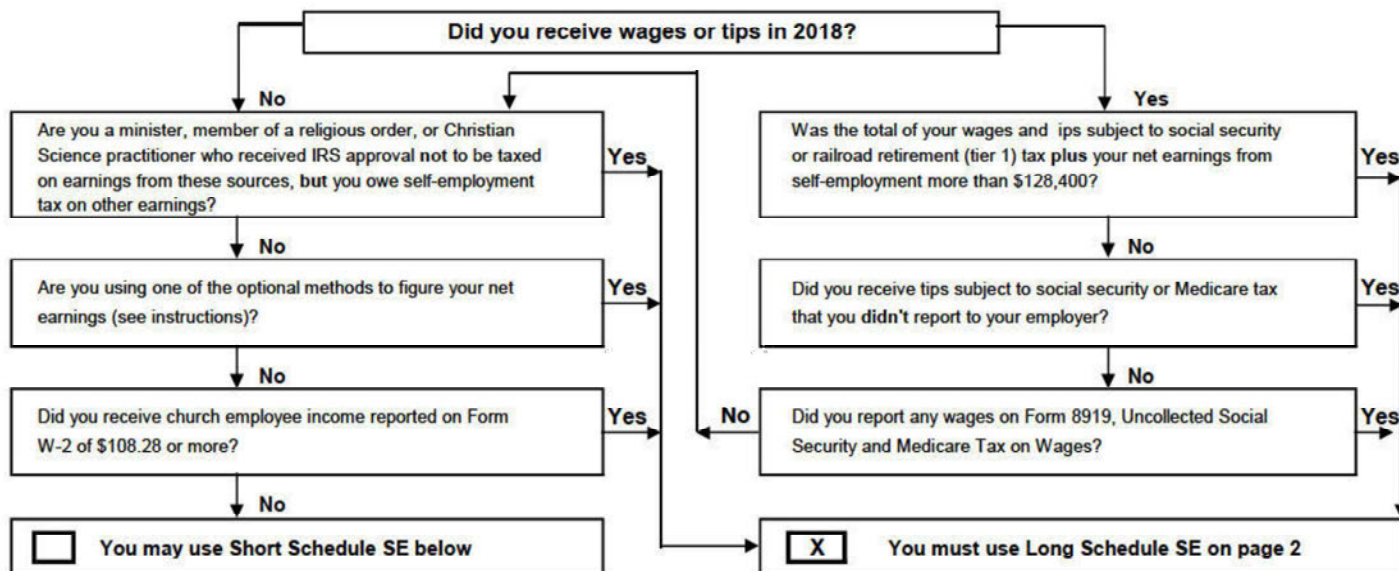 Did you receive wages or tips in 2018?
No
Yes
Are you a minister, member of a religious order, or Christian
Science practitioner who received IRS approval not to be taxed
on earnings from these sources, but you owe self-employment
tax on other earnings?
Yes
Was the total of your wages and ips subject to social security
or railroad retirement (tier 1) tax plus your net earnings from
self-employment more than $128,400?
Yes
No
No
Are you using one of the optional methods to figure your net
earnings (see instructions)?
Yes
Did you receive tips subject to social security or Medicare tax
that you didn't report to your employer?
Yes
No
No
Did you receive church employee income reported on Form
W-2 of $108.28 or more?
Yes
No
Did you report any wages on Form 8919, Uncollected Social
Security and Medicare Tax on Wages?
Yes
No
You may use Short Schedule SE below
X You must use Long Schedule SE on page 2